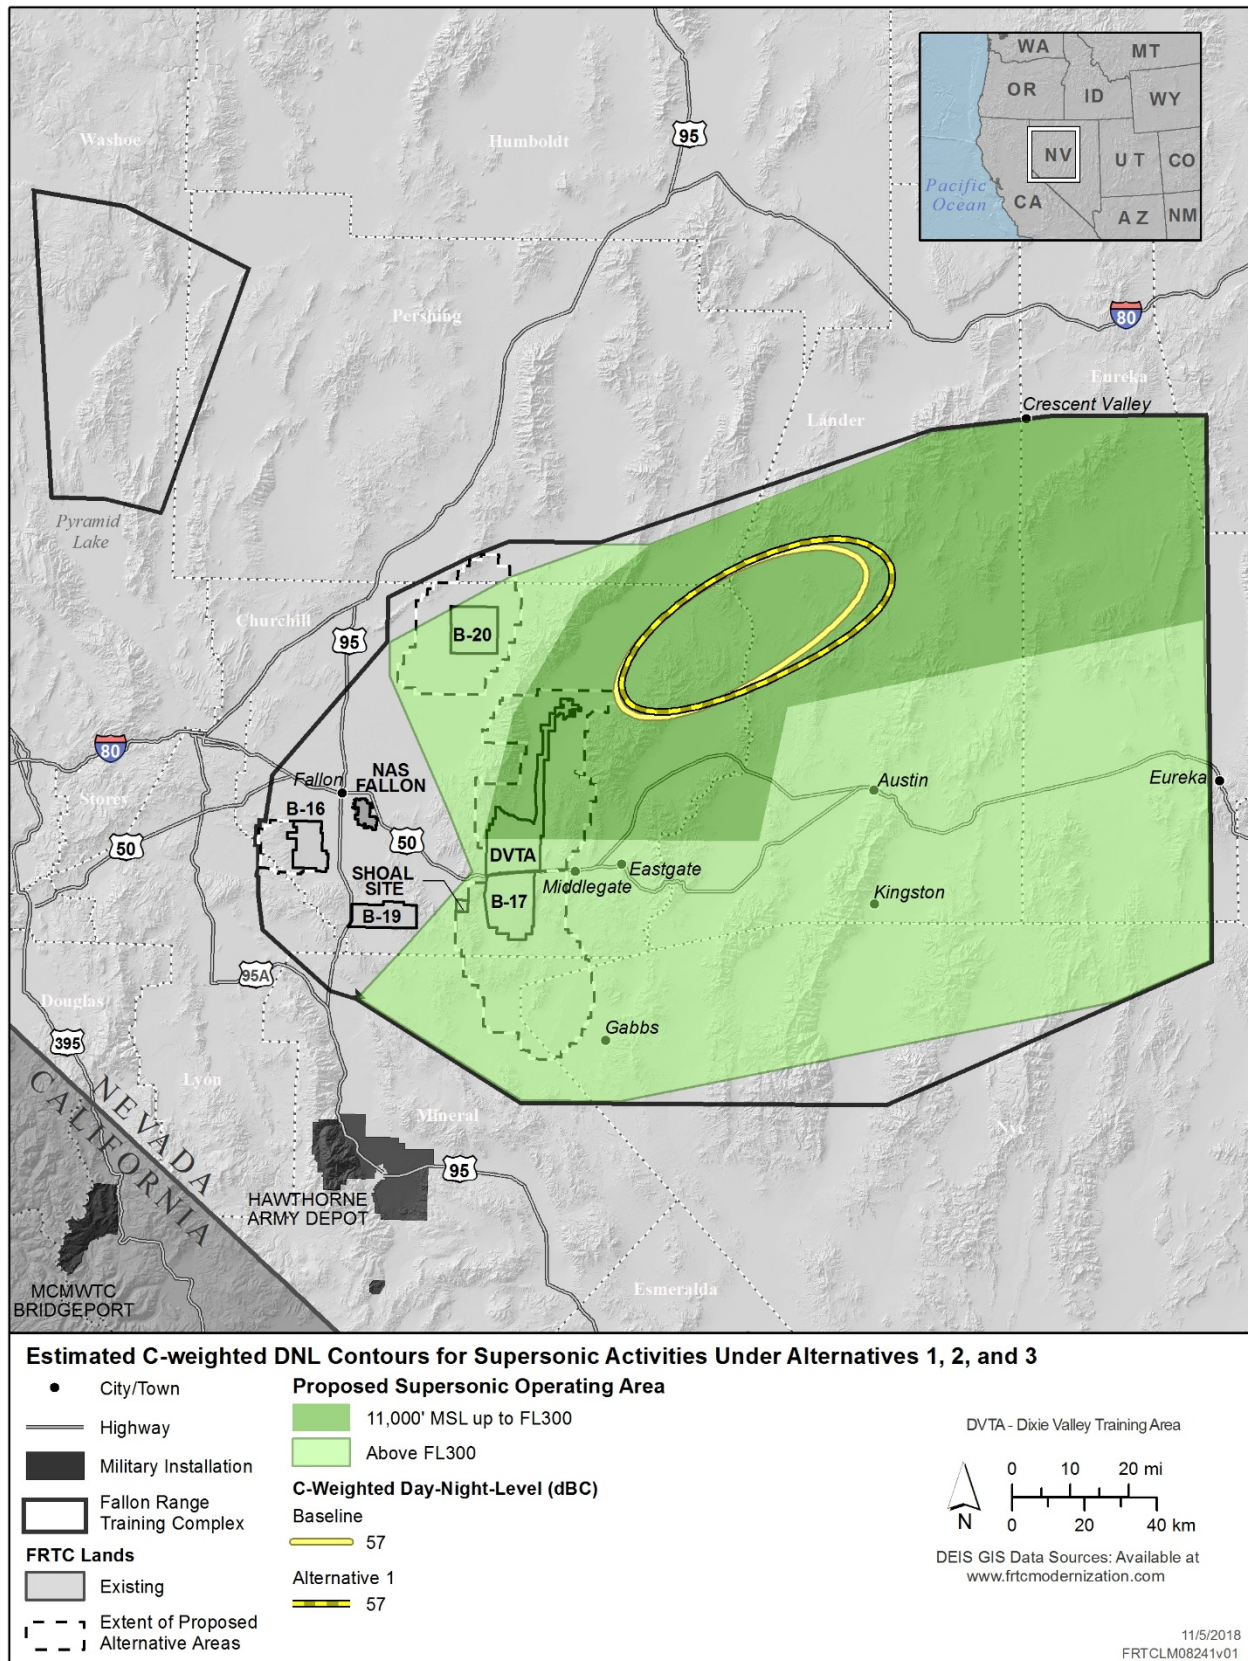 WA
MT
OR
ID
WY
NV
UT
CO
Pacific
Ocean
CA
AZ
NM
Washoe
Humboldt
95
Pershing
80
Eureka
Crescent Valley
Lander
Pyramid
Lake
Churchill
B-20
95
80
Fallon
NAS
FALLON
Storey
B-16
50
50
Austin
Eureka
SHOAL
SITE
DVTA
Middlegate
Eastgate
B-17
Kingston
B-19
95A
Douglas
Gabbs
395
Lyon
NEVADA
CALIFORNIA
Mineral
Nye
95
HAWTHORNE
ARMY DEPOT
MCMWTC
BRIDGEPORT
Esmeralda
Estimated C-weighted DNL Contours for Supersonic Activities Under Alternatives 1, 2, and 3
City/Town
Highway
Military Installation
Fallon Range
Training Complex
FRTC Lands
Existing
Extent of Proposed
Alternative Areas
Proposed Supersonic Operating Area
11,000' MSL up to FL300
Above FL300
C-Weighted Day-Night-Level (dBC)
Baseline
57
Alternative 1
57
DVTA - Dixie Valley Training Area
N
0 10 20 mi
0 20 40 km
DEIS GIS Data Sources: Available at
www.frtcmodernization.com
11/5/2018
FRTCLM08241v01